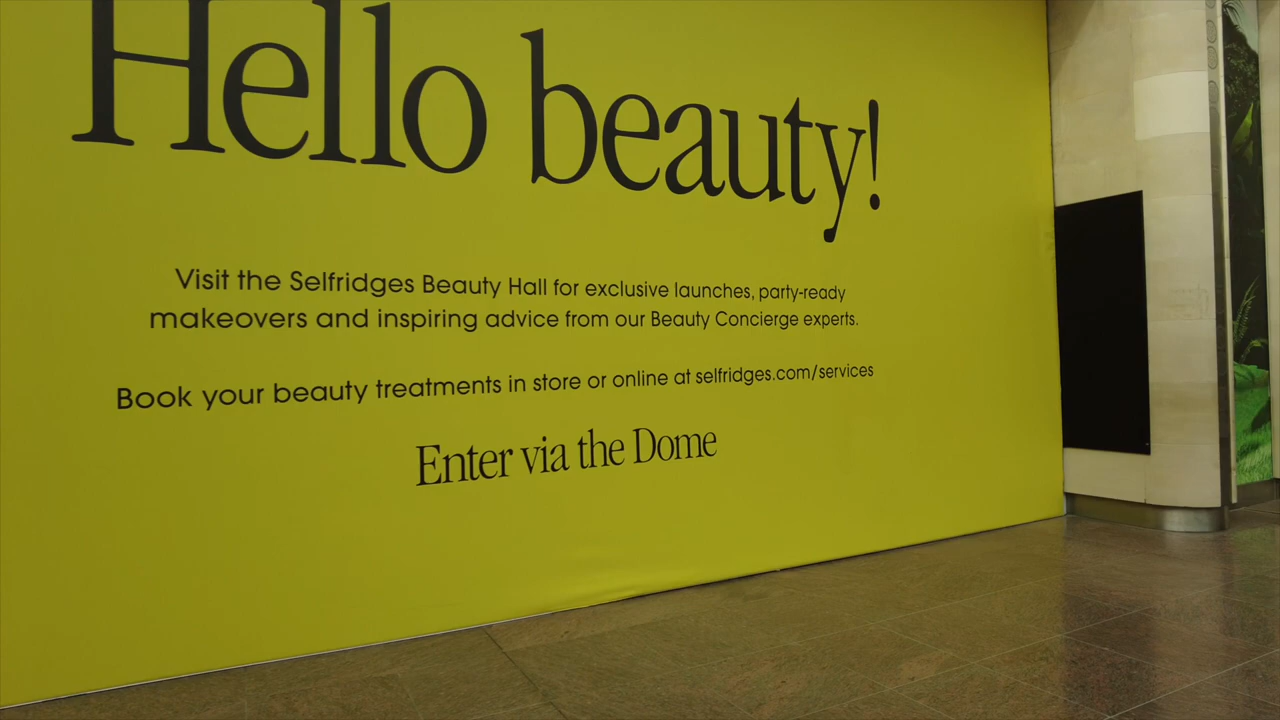 Hello beauty!
Visit the Selfridges Beauty Hall for exclusive launches, party-ready
makeovers and inspiring advice from our Beauty Concierge experts.
Book your beauty treatments in store or online at selfridges.com/services
Enter via the Dome